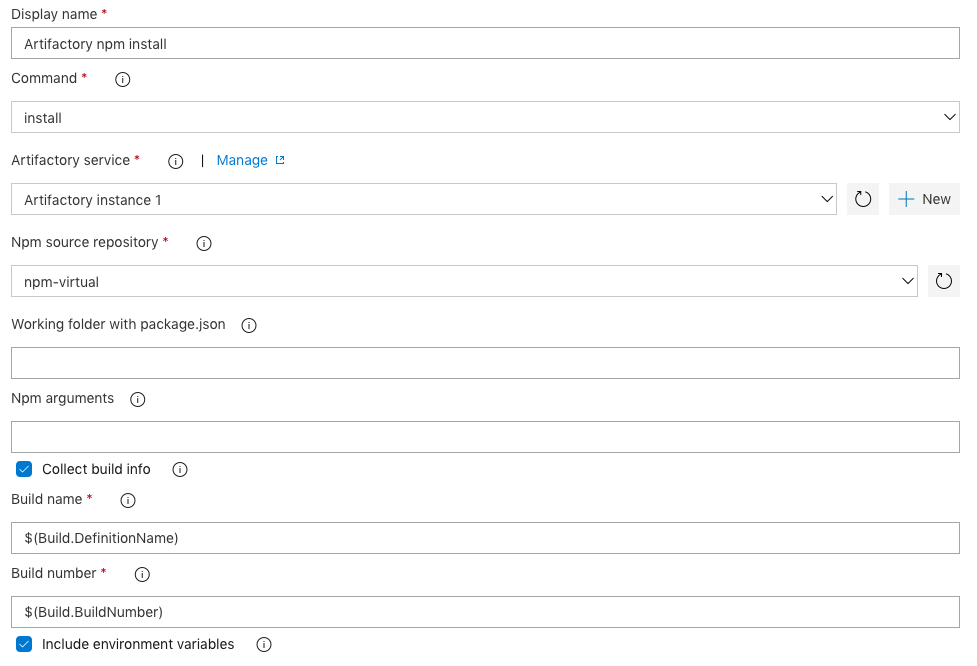 Display name *
Artifactory npm install
Command *
install
Artifactory service * | Manage
Artifactory instance 1
New
Npm source repository *
npm-virtual
Working folder with package.json
Npm arguments
Collect build info
Build name *
$(Build.DefinitionName)
Build number *
$(Build.BuildNumber)
Include environment variables